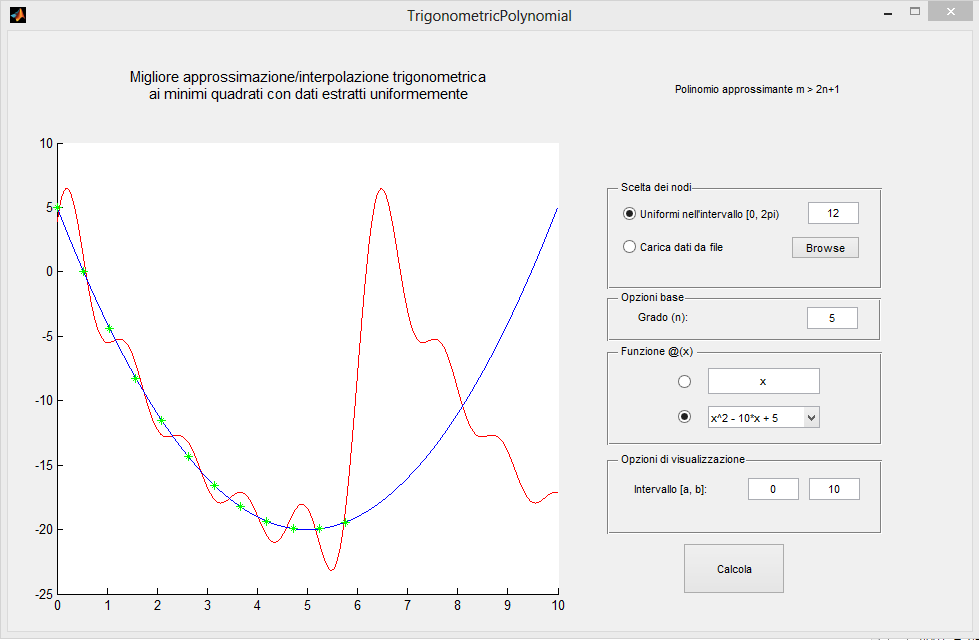 TrigonometricPolynomial
Migliore approssimazione/interpolazione trigonometrica
ai minimi quadrati con dati estratti uniformemente
Polinomio approssimante m > 2n+1
10
5
0
-5
-10
-15
-20
-25
0 1 2 3 4 5 6 7 8 9 10
Scelta dei nodi
Uniformi nell'intervallo [0, 2pi) 12
Carica dati da file Browse
Opzioni base
Grado (n): 5
Funzione @(x)
x
x^2 - 10*x + 5
Opzioni di visualizzazione
Intervallo [a, b]: 0 10
Calcola